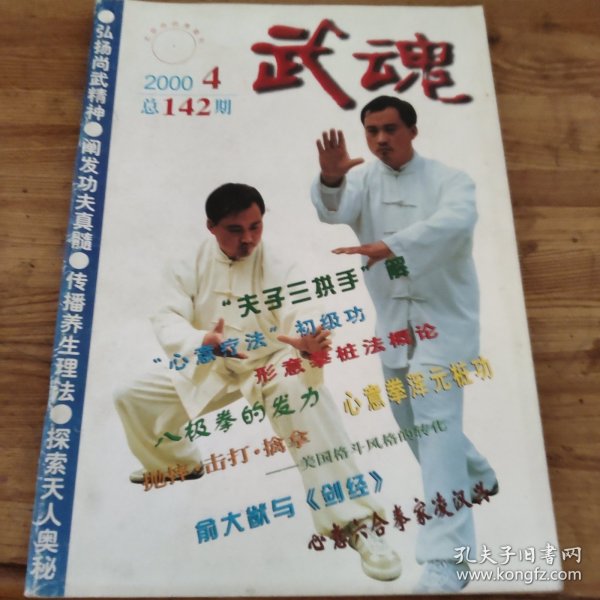 武魂
2000 4
总142期
弘扬尚武精神●阐发功夫真髓●传播养生理法●探索天人奥秘
“夫子三拱手”解
“心意疗法”初级功
形意拳桩法概论
八极拳的发力
心意拳浑元桩功
抛摔·击打·擒拿
——美国格斗风格的转化
俞大猷与《剑经》
心意六合拳家凌汉兴
孔夫子旧书网
www.kongfz.com